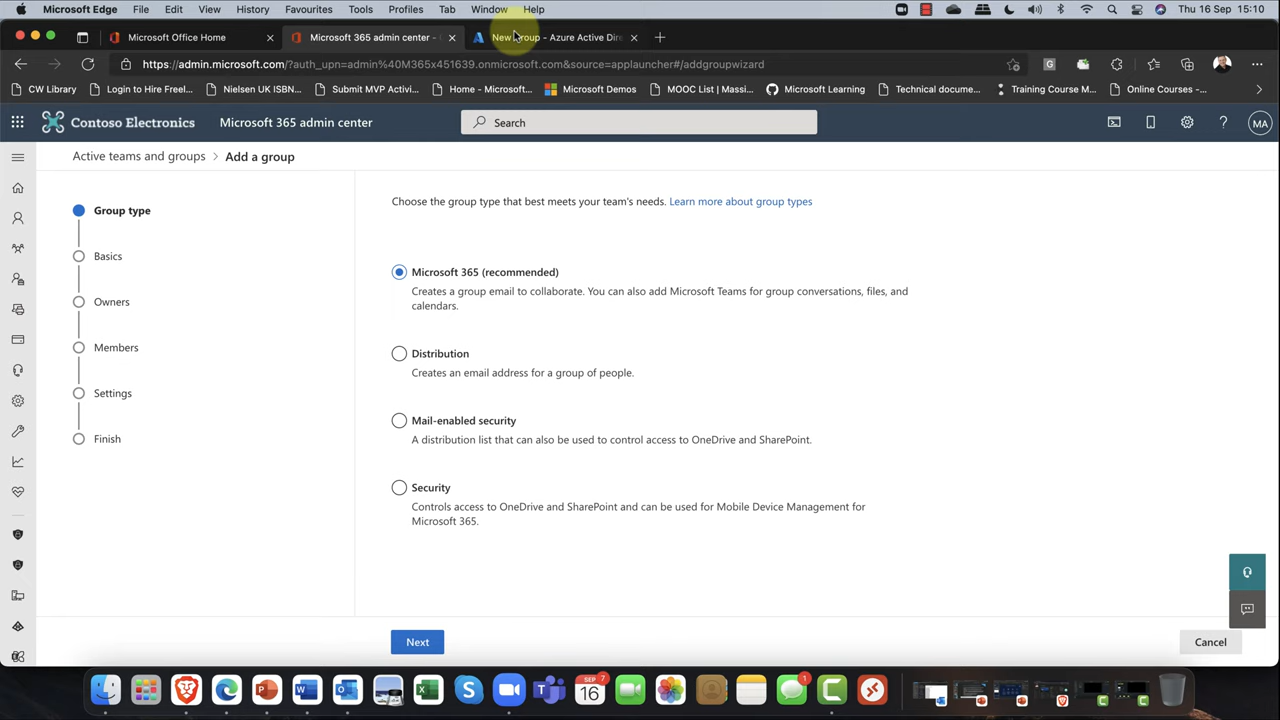 Microsoft Edge File Edit View History Favourites Tools Profiles Tab Window Help Thu 16 Sep 15:10
Microsoft Office Home Microsoft 365 admin center - New Group - Azure Active Dire
https://admin.microsoft.com/?auth_upn=admin%40M365x451639.onmicrosoft.com&source=applauncher#/addgroupwizard
CW Library Login to Hire Freel... Nielsen UK ISBN... Submit MVP Activi... Home - Microsoft... Microsoft Demos MOOC List | Massi... Microsoft Learning Technical docume... Training Course M... Online Courses -...
Contoso Electronics Microsoft 365 admin center Search MA
Active teams and groups > Add a group
Group type
Basics
Owners
Members
Settings
Finish
Choose the group type that best meets your team's needs. Learn more about group types
Microsoft 365 (recommended)
Creates a group email to collaborate. You can also add Microsoft Teams for group conversations, files, and
calendars.
Distribution
Creates an email address for a group of people.
Mail-enabled security
A distribution list that can also be used to control access to OneDrive and SharePoint.
Security
Controls access to OneDrive and SharePoint and can be used for Mobile Device Management for
Microsoft 365.
Next
Cancel
SEP 7
16
1